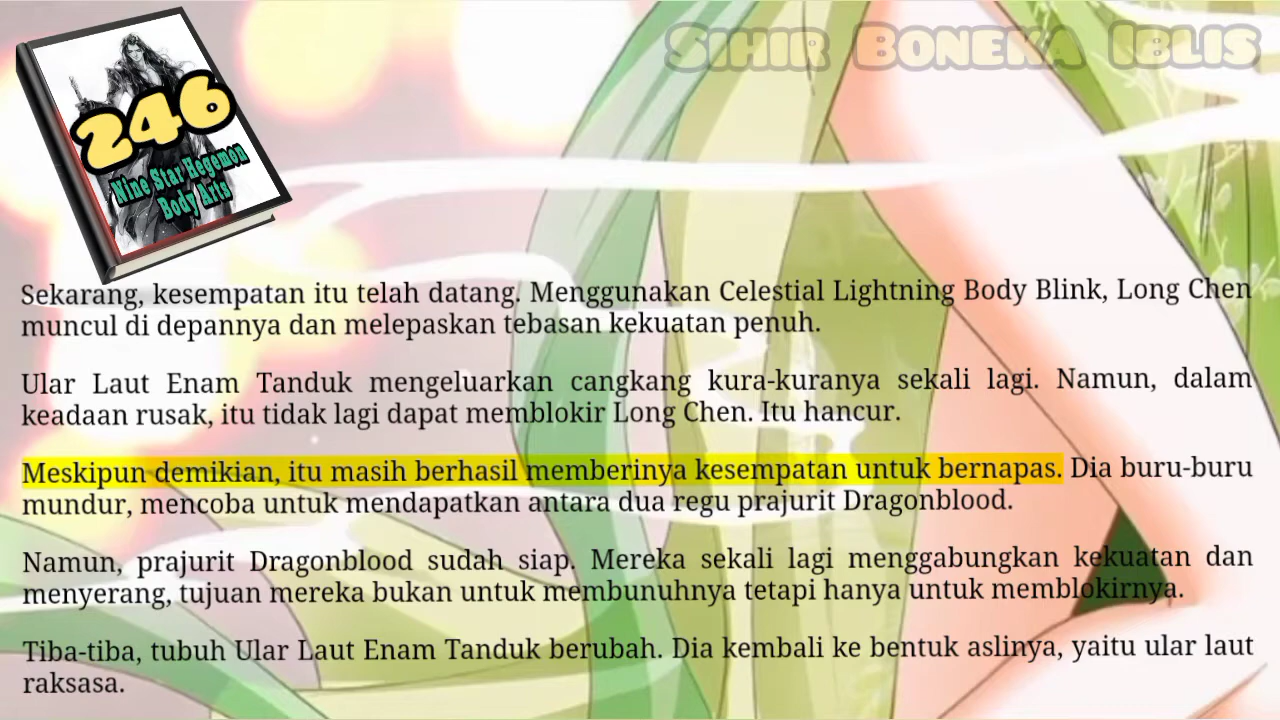 Sihir Boneka Iblis
246
Nine Star Hegemon
Body Arts
Sekarang, kesempatan itu telah datang. Menggunakan Celestial Lightning Body Blink, Long Chen
muncul di depannya dan melepaskan tebasan kekuatan penuh.
Ular Laut Enam Tanduk mengeluarkan cangkang kura-kuranya sekali lagi. Namun, dalam
keadaan rusak, itu tidak lagi dapat memblokir Long Chen. Itu hancur.
Meskipun demikian, itu masih berhasil memberinya kesempatan untuk bernapas. Dia buru-buru
mundur, mencoba untuk mendapatkan antara dua regu prajurit Dragonblood.
Namun, prajurit Dragonblood sudah siap. Mereka sekali lagi menggabungkan kekuatan dan
menyerang, tujuan mereka bukan untuk membunuhnya tetapi hanya untuk memblokirnya.
Tiba-tiba, tubuh Ular Laut Enam Tanduk berubah. Dia kembali ke bentuk aslinya, yaitu ular laut
raksasa.